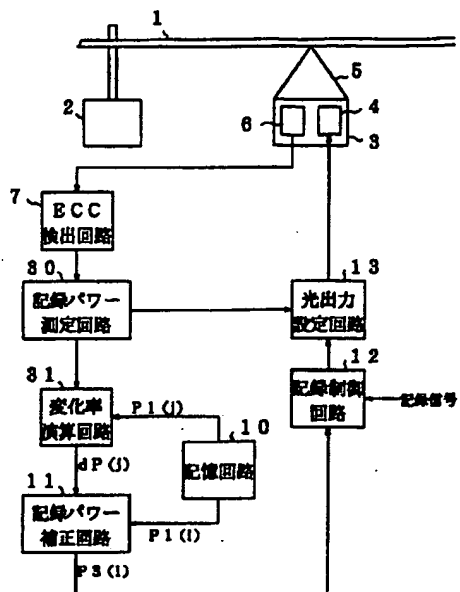 1
2
5
4
6
3
7
ECC
検出回路
30
記録パワー
測定回路
13
光出力
設定回路
12
記録制御
回路
記録信号
31
変化率
演算回路
P1(j)
10
記憶回路
dP(j)
11
記録パワー
補正回路
P1(i)
P3(i)